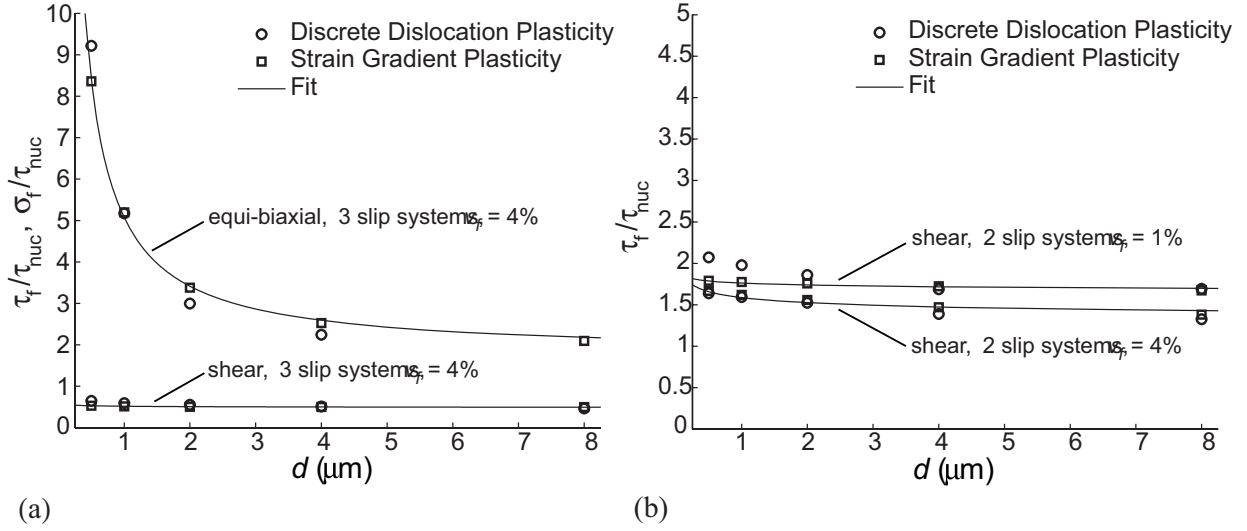 10
9
8
7
6
5
4
3
2
1
0
τf/τnuc, σf/τnuc
Discrete Dislocation Plasticity
Strain Gradient Plasticity
Fit
equi-biaxial, 3 slip systems, vf = 4%
shear, 3 slip systems, vf = 4%
1 2 3 4 5 6 7 8
d (μm)
(a)
5
4.5
4
3.5
3
2.5
2
1.5
1
0.5
0
τf/τnuc
Discrete Dislocation Plasticity
Strain Gradient Plasticity
Fit
shear, 2 slip systems, vf = 1%
shear, 2 slip systems, vf = 4%
1 2 3 4 5 6 7 8
d (μm)
(b)